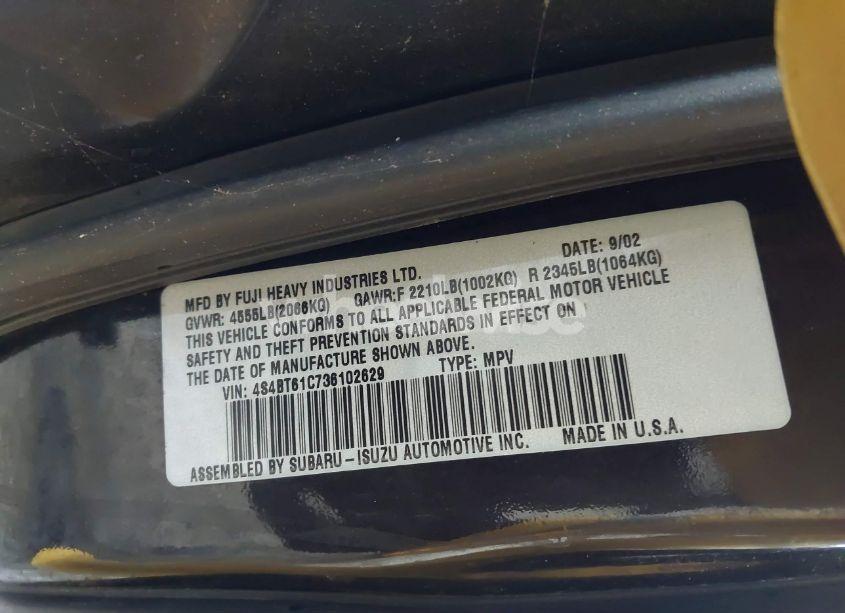 DATE: 9/02
MFD BY FUJI HEAVY INDUSTRIES LTD.
GVWR: 4555LB(2066KG) GAWR:F 2210LB(1002KG) R 2345LB(1064KG)
THIS VEHICLE CONFORMS TO ALL APPLICABLE FEDERAL MOTOR VEHICLE
SAFETY AND THEFT PREVENTION STANDARDS IN EFFECT ON
THE DATE OF MANUFACTURE SHOWN ABOVE.
VIN: 4S4BT61C736102629 TYPE: MPV
ASSEMBLED BY SUBARU-ISUZU AUTOMOTIVE INC. MADE IN U.S.A.